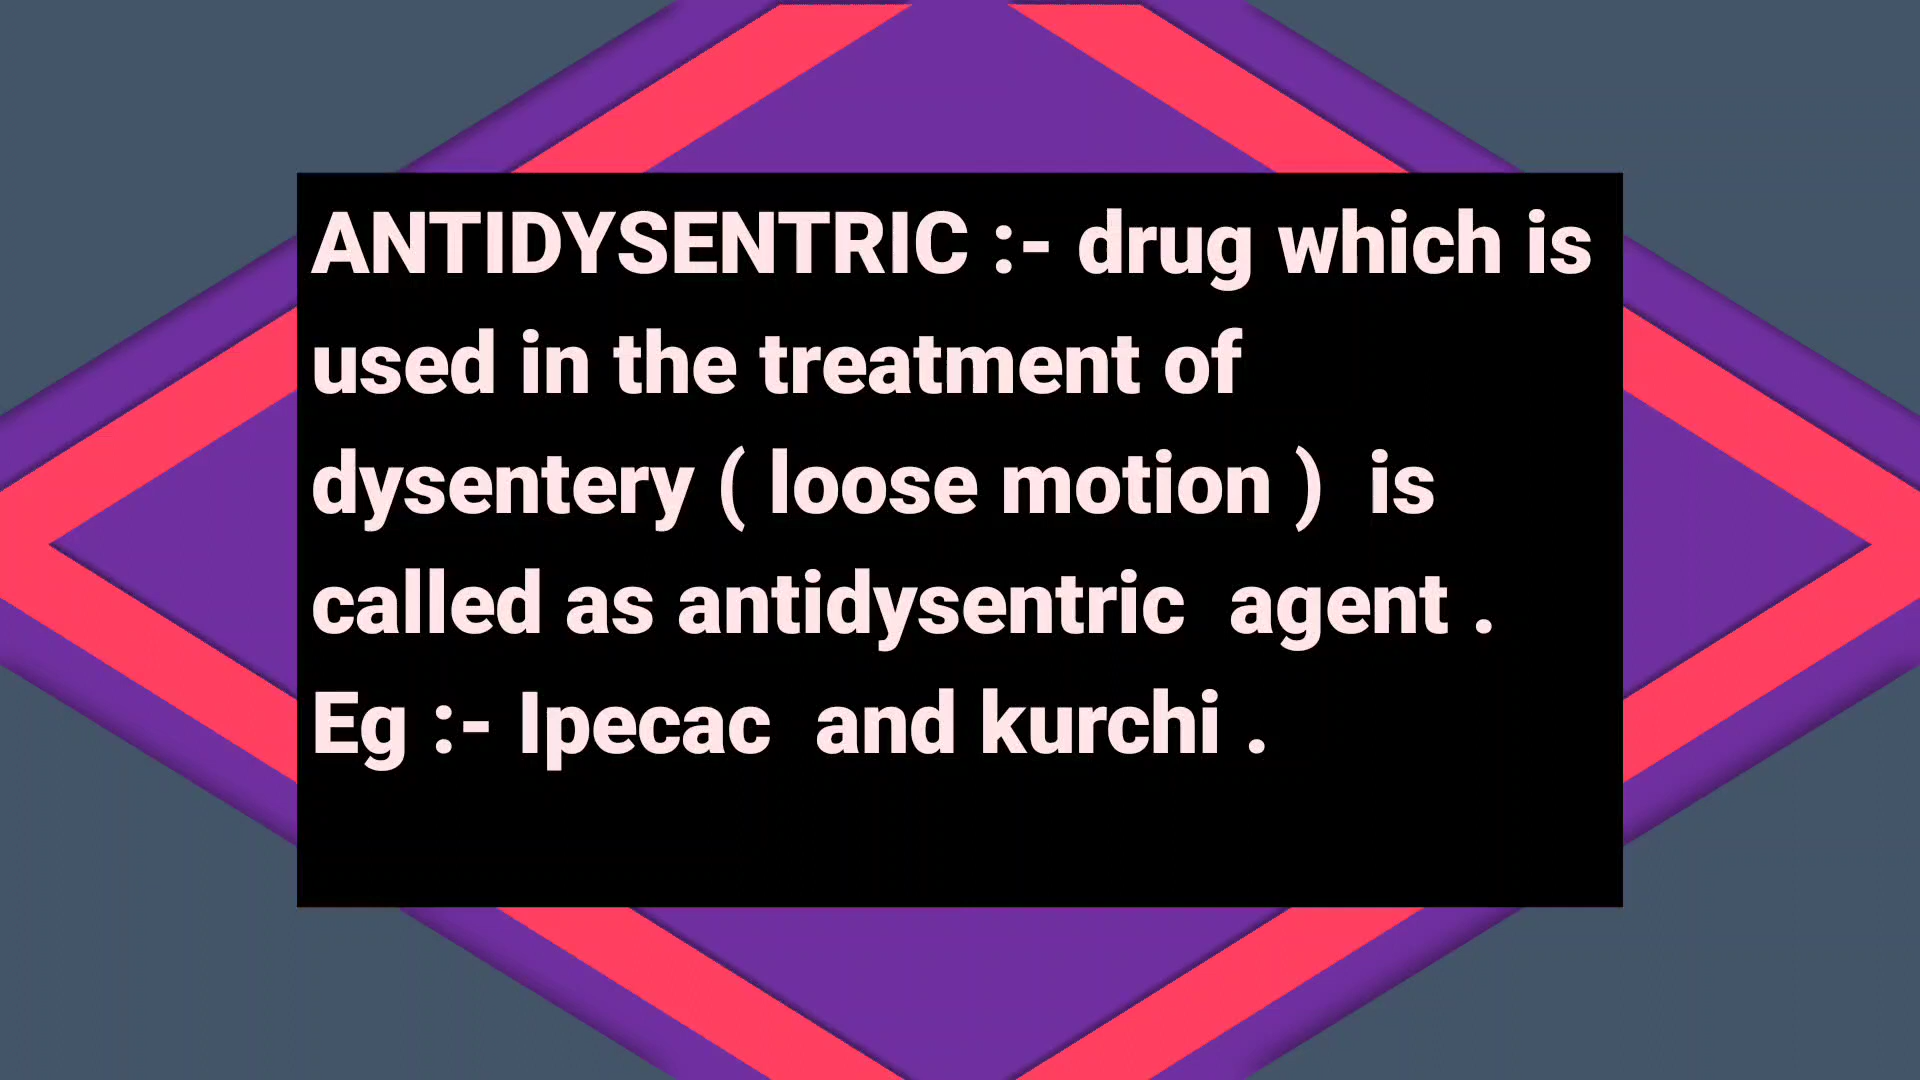 ANTIDYSENTRIC :- drug which is
used in the treatment of
dysentery ( loose motion )  is
called as antidysentric  agent .
Eg :- Ipecac  and kurchi .